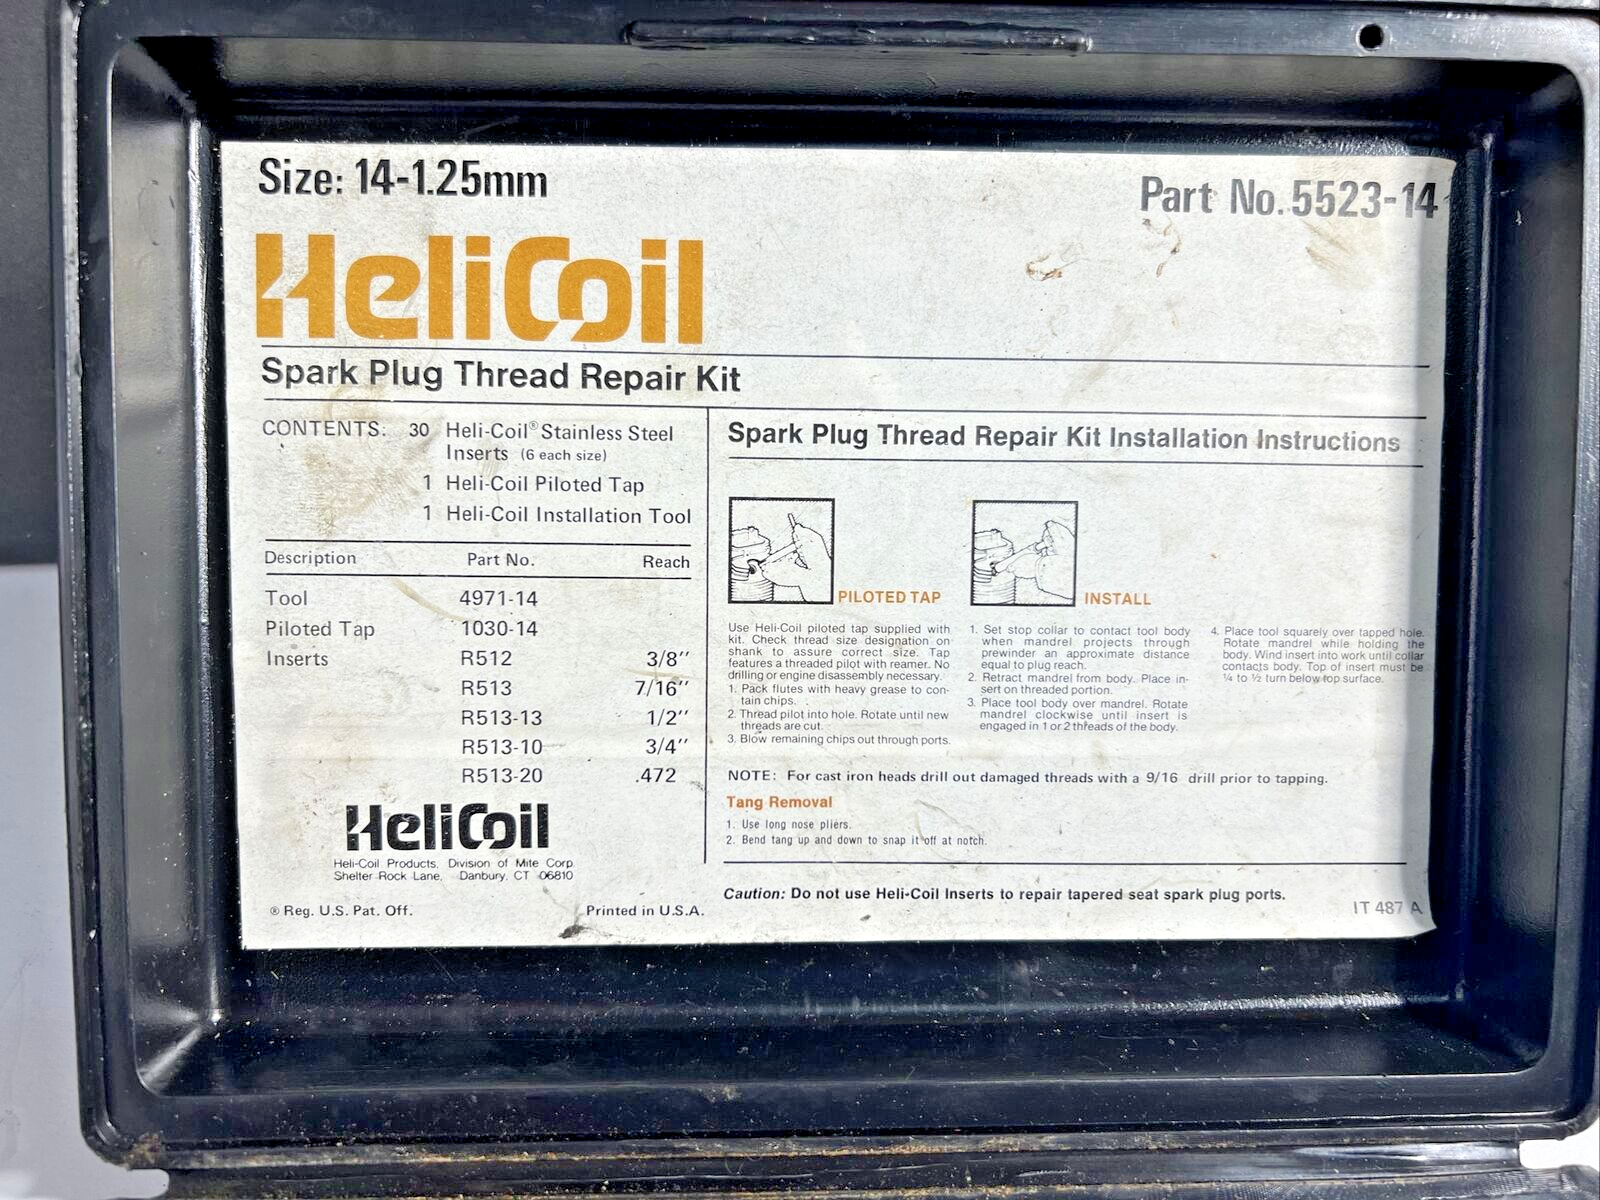 Size: 14-1.25mm
Part No. 5523-14
HeliCoil
Spark Plug Thread Repair Kit
CONTENTS: 30 Heli-Coil® Stainless Steel
Inserts (6 each size)
1 Heli-Coil Piloted Tap
1 Heli-Coil Installation Tool
Description Part No. Reach
Tool 4971-14
Piloted Tap 1030-14
Inserts R512 3/8''
R513 7/16''
R513-13 1/2''
R513-10 3/4''
R513-20 .472
HeliCoil
Heli-Coil Products, Division of Mite Corp.
Shelter Rock Lane, Danbury, CT 06810
® Reg. U.S. Pat. Off. Printed in U.S.A.
Spark Plug Thread Repair Kit Installation Instructions
PILOTED TAP
Use Heli-Coil piloted tap supplied with
kit. Check thread size designation on
shank to assure correct size. Tap
features a threaded pilot with reamer. No
drilling or engine disassembly necessary.
1. Pack flutes with heavy grease to con-
tain chips.
2. Thread pilot into hole. Rotate until new
threads are cut.
3. Blow remaining chips out through ports.
INSTALL
1. Set stop collar to contact tool body
when mandrel projects through
prewinder an approximate distance
equal to plug reach.
2. Retract mandrel from body. Place in-
sert on threaded portion.
3. Place tool body over mandrel. Rotate
mandrel clockwise until insert is
engaged in 1 or 2 threads of the body.
4. Place tool squarely over tapped hole.
Rotate mandrel while holding the
body. Wind insert into work until collar
contacts body. Top of insert must be
¼ to ½ turn below top surface.
NOTE: For cast iron heads drill out damaged threads with a 9/16 drill prior to tapping.
Tang Removal
1. Use long nose pliers.
2. Bend tang up and down to snap it off at notch.
Caution: Do not use Heli-Coil Inserts to repair tapered seat spark plug ports.
IT 487 A